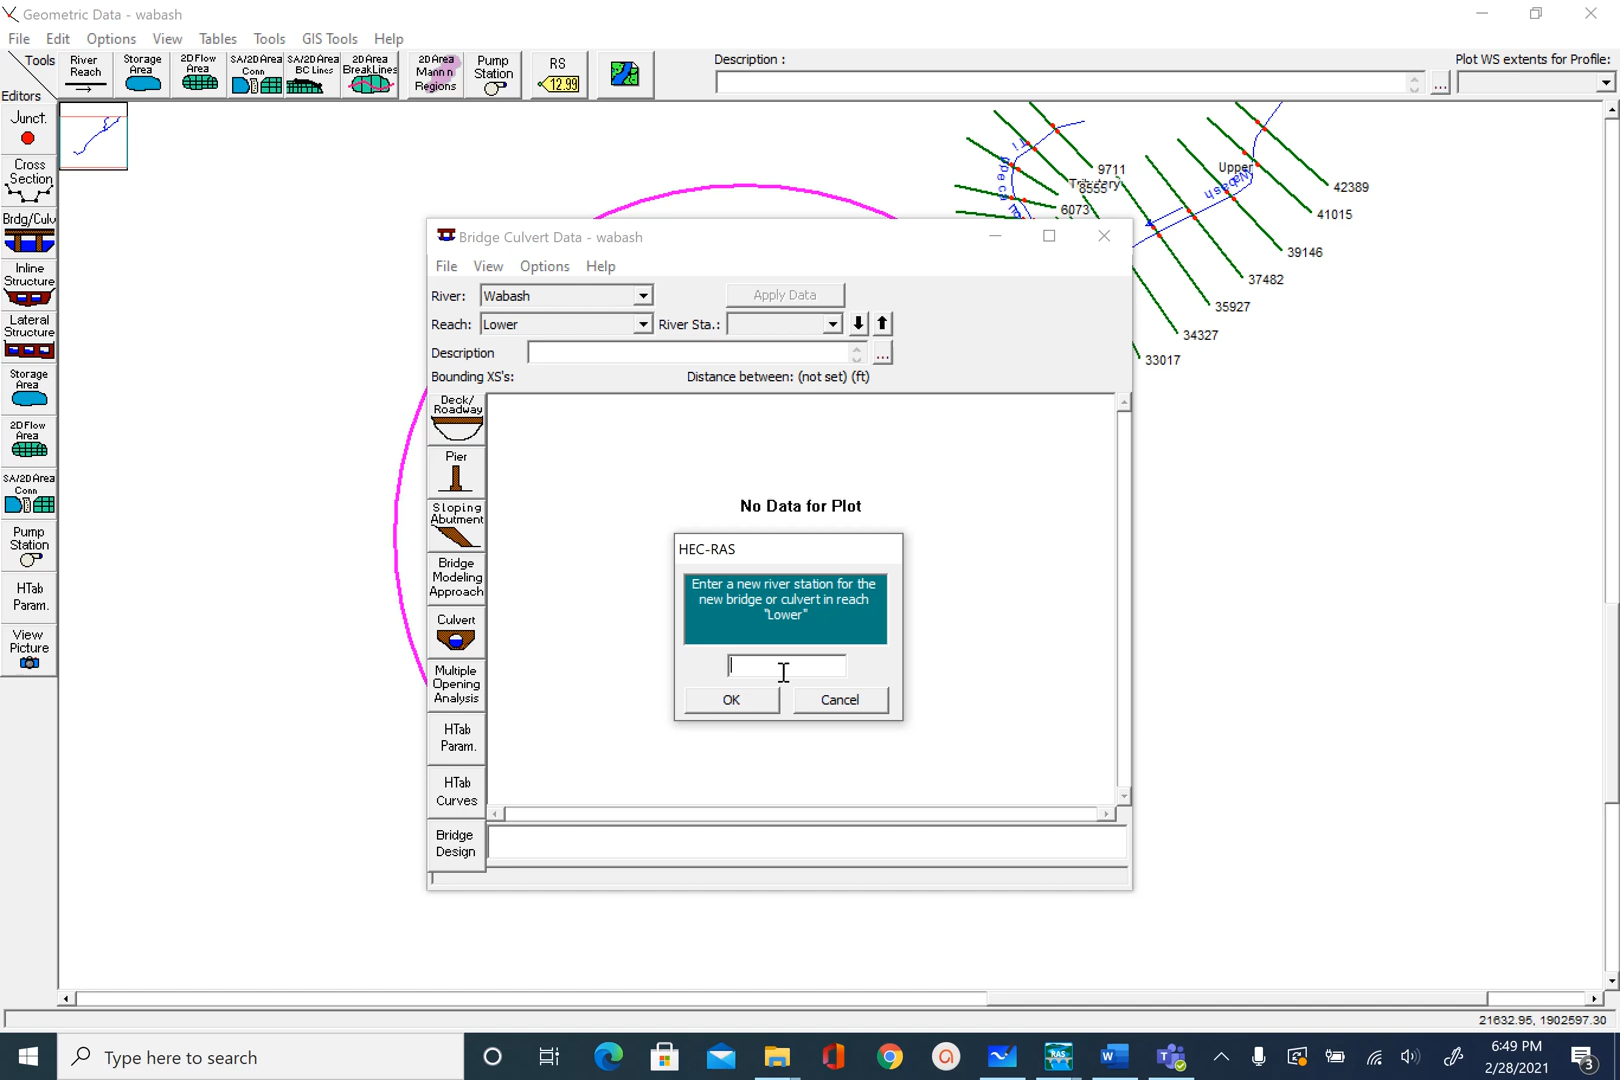 Geometric Data - wabash
File Edit Options View Tables Tools GIS Tools Help
Tools
Editors
River
Reach
Storage
Area
2D Flow
Area
SA/2D Area
Conn
SA/2D Area
BC Lines
2D Area
BreakLines
2D Area
Mann n
Regions
Pump
Station
RS
12.99
Description :
...
Plot WS extents for Profile:
Junct.
Cross
Section
Brdg/Culv
Inline
Structure
Lateral
Structure
Storage
Area
2D Flow
Area
SA/2D Area
Conn
Pump
Station
HTab
Param.
View
Picture
9711
Tributary
8555
6073
Upper
Wabash
42389
41015
39146
37482
35927
34327
33017
Bridge Culvert Data - wabash
File View Options Help
River: Wabash
Apply Data
Reach: Lower
River Sta.:
Description
...
Bounding XS's:
Distance between: (not set) (ft)
Deck/
Roadway
Pier
Sloping
Abutment
Bridge
Modeling
Approach
Culvert
Multiple
Opening
Analysis
HTab
Param.
HTab
Curves
Bridge
Design
No Data for Plot
HEC-RAS
Enter a new river station for the
new bridge or culvert in reach
"Lower"
OK
Cancel
21632.95, 1902597.30
Type here to search
RAS
W
a
6:49 PM
2/28/2021
3